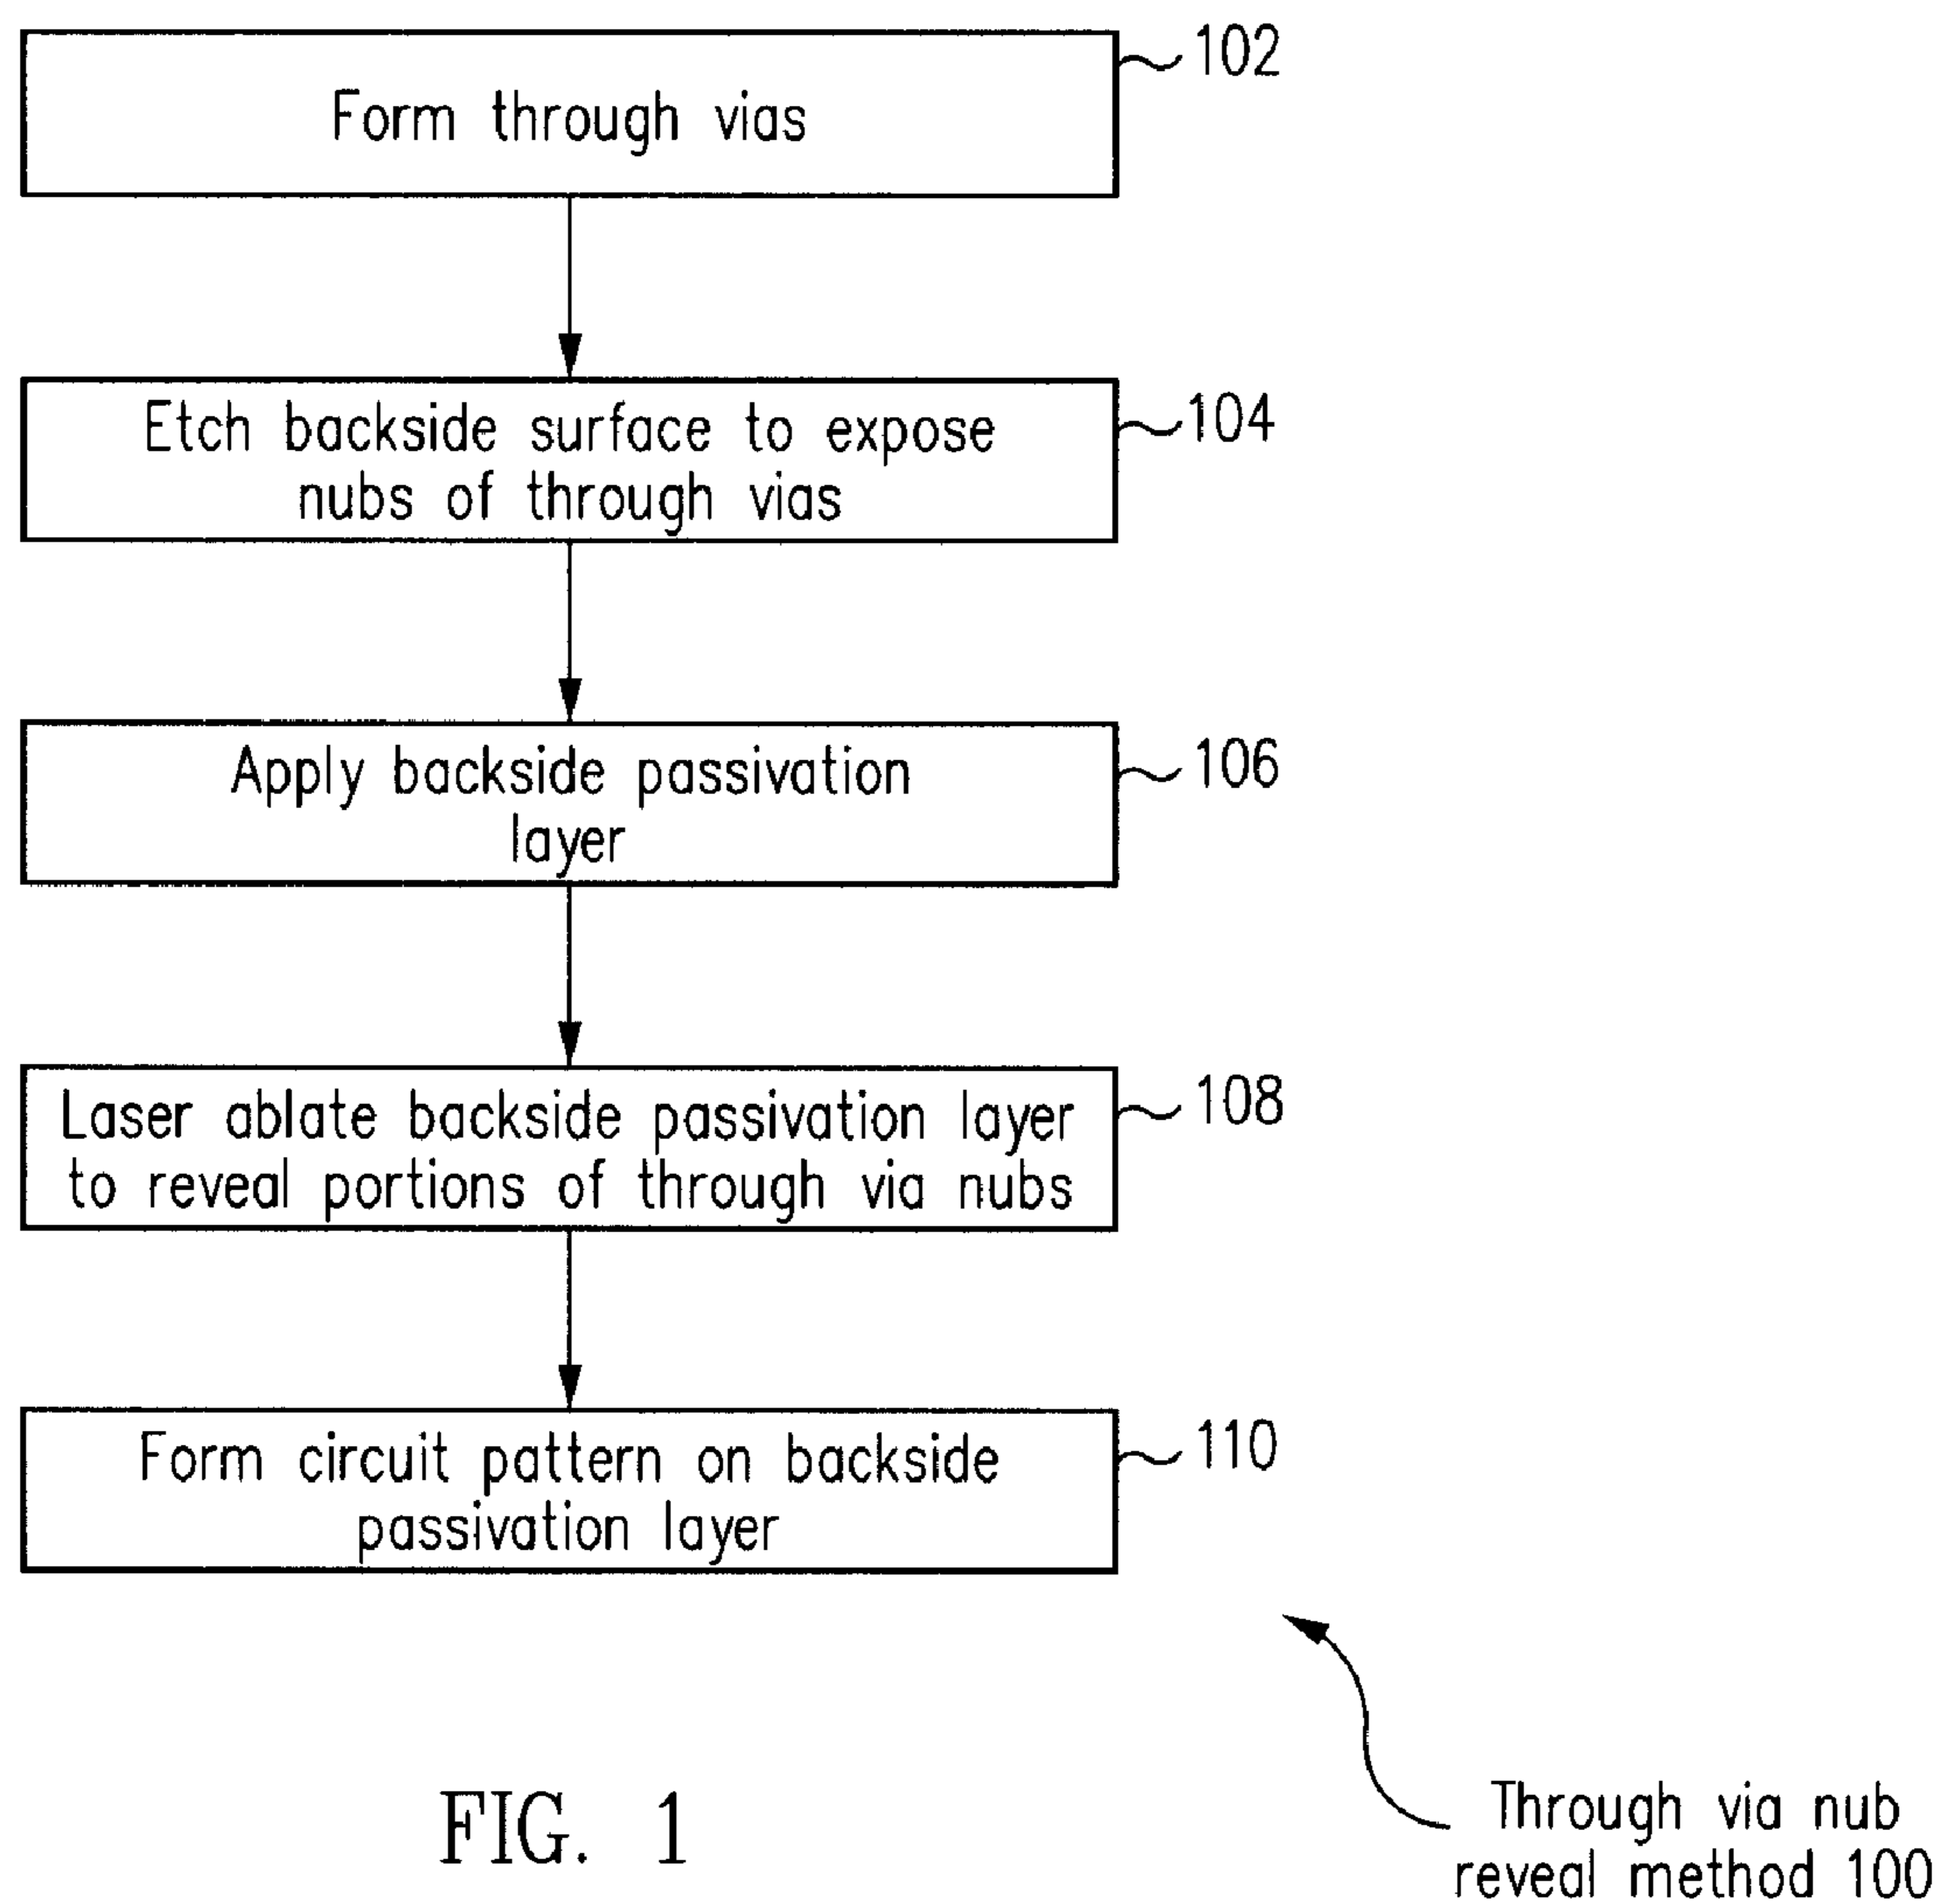 102
Form through vias
104
Etch backside surface to expose
nubs of through vias
106
Apply backside passivation
layer
108
Laser ablate backside passivation layer
to reveal portions of through via nubs
110
Form circuit pattern on backside
passivation layer
FIG. 1
Through via nub
reveal method 100